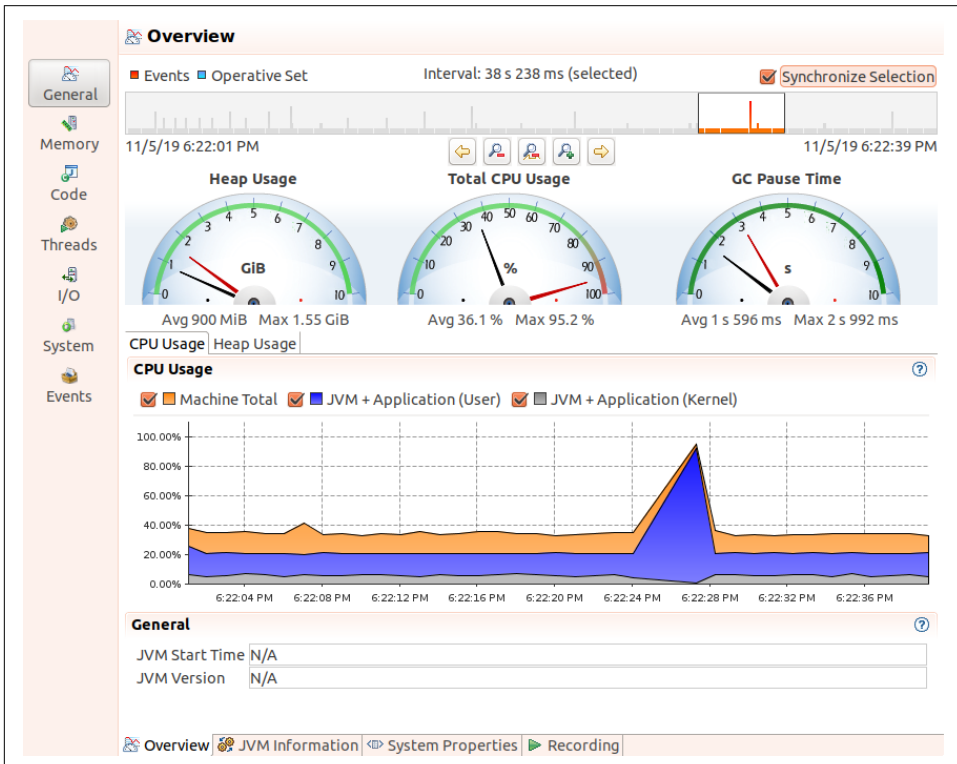 Overview
General
Memory
Code
Threads
I/O
System
Events
Events Operative Set Interval: 38 s 238 ms (selected) Synchronize Selection
11/5/19 6:22:01 PM 11/5/19 6:22:39 PM
Heap Usage
0 1 2 3 4 5 6 7 8 9 10
GiB
Avg 900 MiB Max 1.55 GiB
Total CPU Usage
0 10 20 30 40 50 60 70 80 90 100
%
Avg 36.1 % Max 95.2 %
GC Pause Time
0 1 2 3 4 5 6 7 8 9 10
s
Avg 1 s 596 ms Max 2 s 992 ms
CPU Usage Heap Usage
CPU Usage ?
Machine Total JVM + Application (User) JVM + Application (Kernel)
100.00%
80.00%
60.00%
40.00%
20.00%
0.00%
6:22:04 PM 6:22:08 PM 6:22:12 PM 6:22:16 PM 6:22:20 PM 6:22:24 PM 6:22:28 PM 6:22:32 PM 6:22:36 PM
General ?
JVM Start Time N/A
JVM Version N/A
Overview JVM Information System Properties Recording